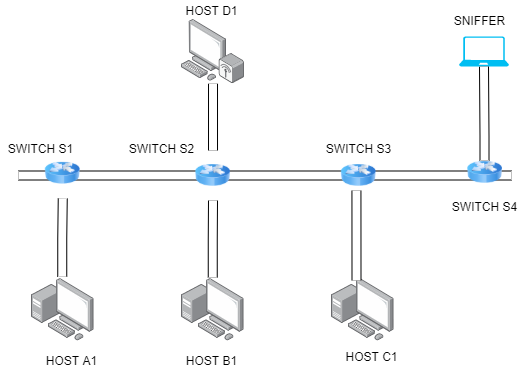 HOST D1
SNIFFER
SWITCH S1
SWITCH S2
SWITCH S3
SWITCH S4
HOST A1
HOST B1
HOST C1